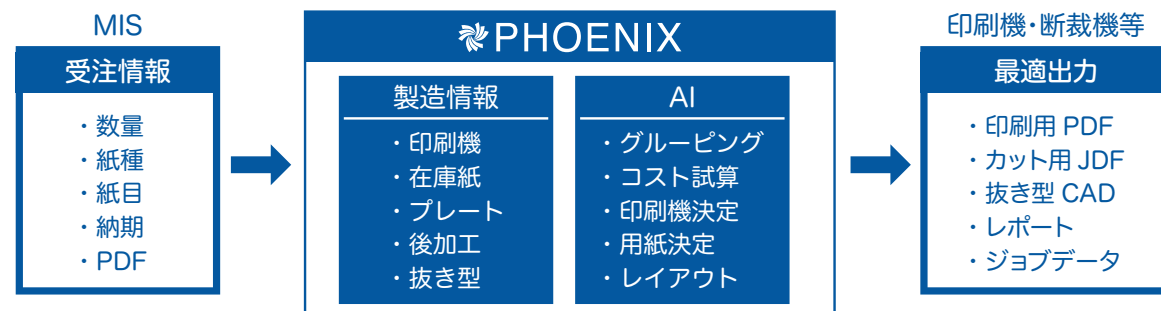 MIS
受注情報
・数量
・紙種
・紙目
・納期
・PDF
PHOENIX
製造情報
・印刷機
・在庫紙
・プレート
・後加工
・抜き型
AI
・グルーピング
・コスト試算
・印刷機決定
・用紙決定
・レイアウト
印刷機・断裁機等
最適出力
・印刷用 PDF
・カット用 JDF
・抜き型 CAD
・レポート
・ジョブデータ